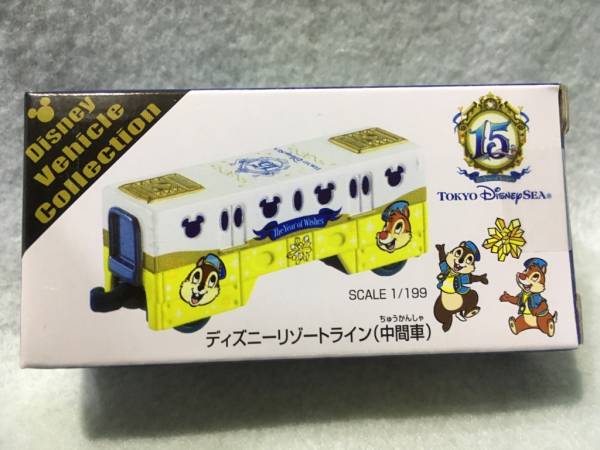 Disney
Vehicle
Collection
15
TOKYO DISNEYSEA®
The Year of Wishes
SCALE 1/199
ちゅうかんしゃ
ディズニーリゾートライン(中間車)